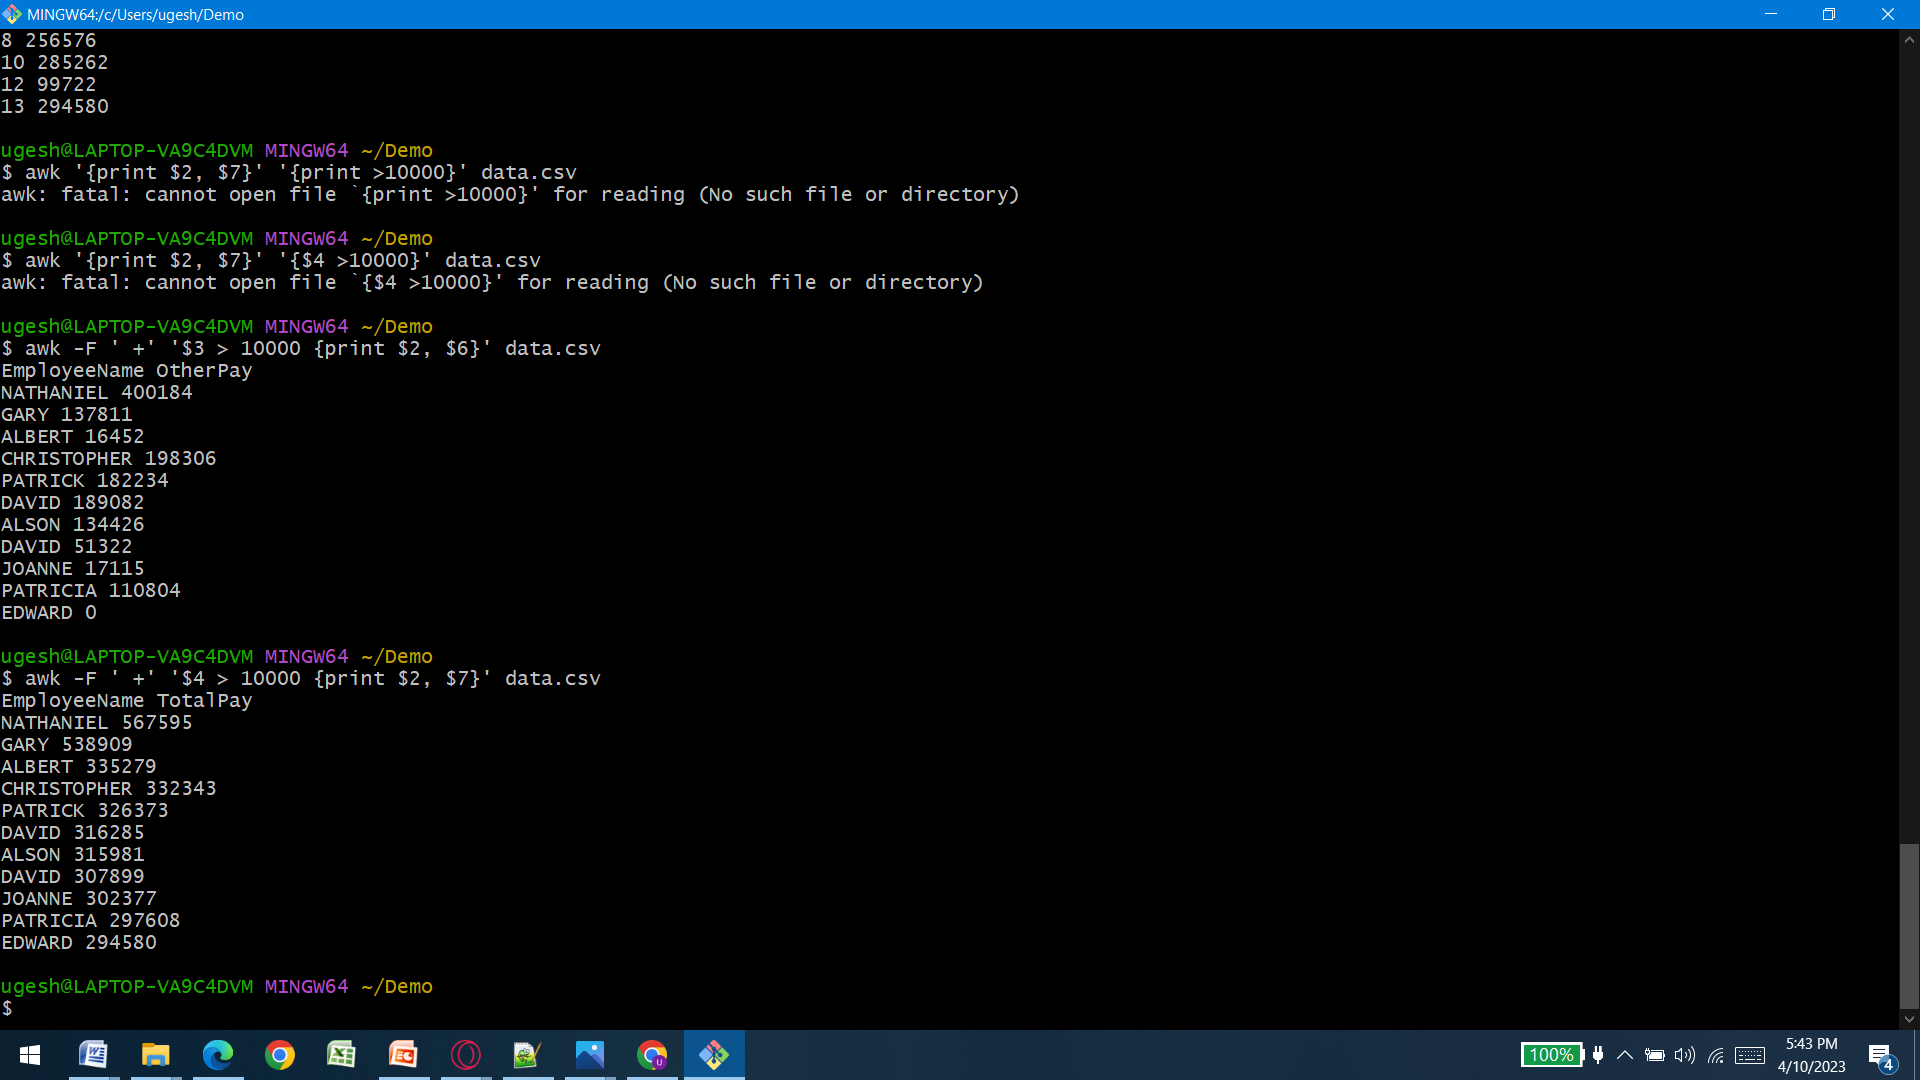 MINGW64:/c/Users/ugesh/Demo
8 256576
10 285262
12 99722
13 294580
ugesh@LAPTOP-VA9C4DVM MINGW64 ~/Demo
$ awk '{print $2, $7}' '{print >10000}' data.csv
awk: fatal: cannot open file `{print >10000}' for reading (No such file or directory)
ugesh@LAPTOP-VA9C4DVM MINGW64 ~/Demo
$ awk '{print $2, $7}' '{$4 >10000}' data.csv
awk: fatal: cannot open file `{$4 >10000}' for reading (No such file or directory)
ugesh@LAPTOP-VA9C4DVM MINGW64 ~/Demo
$ awk -F ' +' '$3 > 10000 {print $2, $6}' data.csv
EmployeeName OtherPay
NATHANIEL 400184
GARY 137811
ALBERT 16452
CHRISTOPHER 198306
PATRICK 182234
DAVID 189082
ALSON 134426
DAVID 51322
JOANNE 17115
PATRICIA 110804
EDWARD 0
ugesh@LAPTOP-VA9C4DVM MINGW64 ~/Demo
$ awk -F ' +' '$4 > 10000 {print $2, $7}' data.csv
EmployeeName TotalPay
NATHANIEL 567595
GARY 538909
ALBERT 335279
CHRISTOPHER 332343
PATRICK 326373
DAVID 316285
ALSON 315981
DAVID 307899
JOANNE 302377
PATRICIA 297608
EDWARD 294580
ugesh@LAPTOP-VA9C4DVM MINGW64 ~/Demo
$
100%
5:43 PM
4/10/2023
4